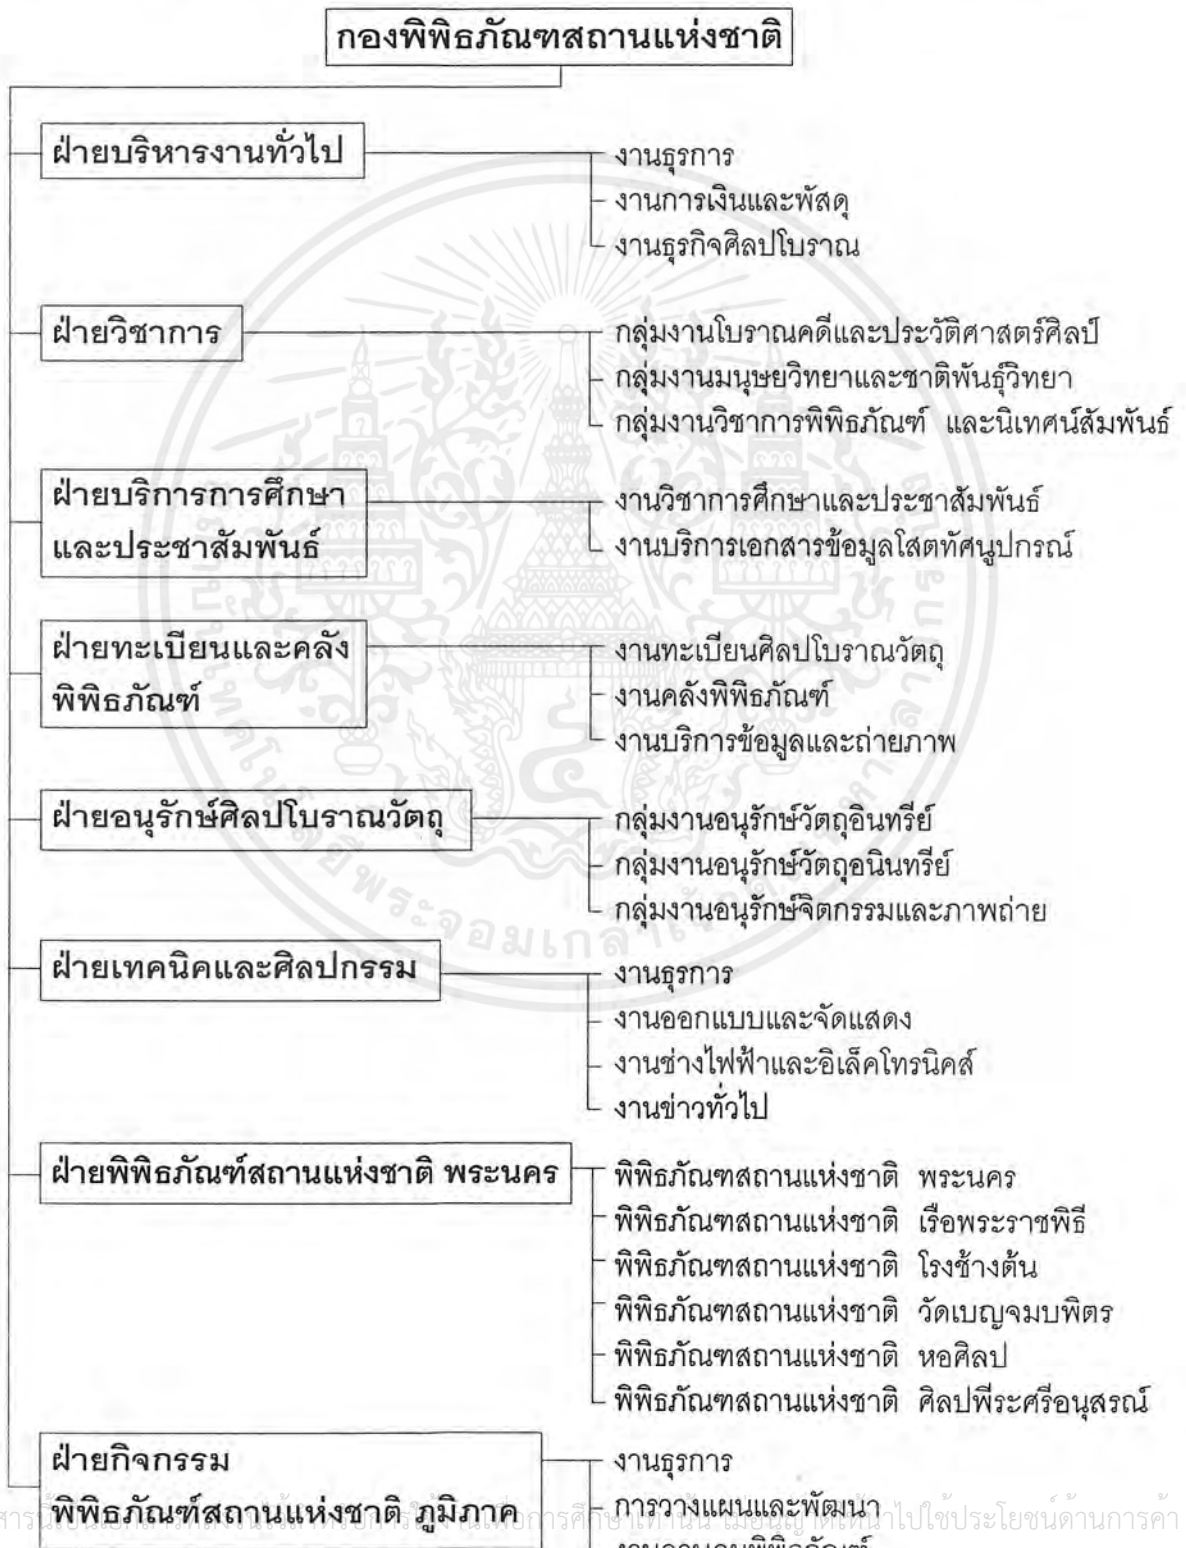 กองพิพิธภัณฑสถานแห่งชาติ
ฝ่ายบริหารงานทั่วไป
งานธุรการ
งานการเงินและพัสดุ
งานธุรกิจศิลปโบราณ
ฝ่ายวิชาการ
กลุ่มงานโบราณคดีและประวัติศาสตร์ศิลป์
กลุ่มงานมนุษยวิทยาและชาติพันธุ์วิทยา
กลุ่มงานวิชาการพิพิธภัณฑ์ และนิเทศน์สัมพันธ์
ฝ่ายบริการการศึกษา
และประชาสัมพันธ์
งานวิชาการศึกษาและประชาสัมพันธ์
งานบริการเอกสารข้อมูลโสตทัศนูปกรณ์
ฝ่ายทะเบียนและคลัง
พิพิธภัณฑ์
งานทะเบียนศิลปโบราณวัตถุ
งานคลังพิพิธภัณฑ์
งานบริการข้อมูลและถ่ายภาพ
ฝ่ายอนุรักษ์ศิลปโบราณวัตถุ
กลุ่มงานอนุรักษ์วัตถุอินทรีย์
กลุ่มงานอนุรักษ์วัตถุอนินทรีย์
กลุ่มงานอนุรักษ์จิตกรรมและภาพถ่าย
ฝ่ายเทคนิคและศิลปกรรม
งานธุรการ
งานออกแบบและจัดแสดง
งานช่างไฟฟ้าและอิเล็คโทรนิคส์
งานข่าวทั่วไป
ฝ่ายพิพิธภัณฑ์สถานแห่งชาติ พระนคร
พิพิธภัณฑสถานแห่งชาติ พระนคร
พิพิธภัณฑสถานแห่งชาติ เรือพระราชพิธี
พิพิธภัณฑสถานแห่งชาติ โรงช้างต้น
พิพิธภัณฑสถานแห่งชาติ วัดเบญจมบพิตร
พิพิธภัณฑสถานแห่งชาติ หอศิลป
พิพิธภัณฑสถานแห่งชาติ ศิลปพีระศรีอนุสรณ์
ฝ่ายกิจกรรม
พิพิธภัณฑ์สถานแห่งชาติ ภูมิภาค
งานธุรการ
การวางแผนและพัฒนา